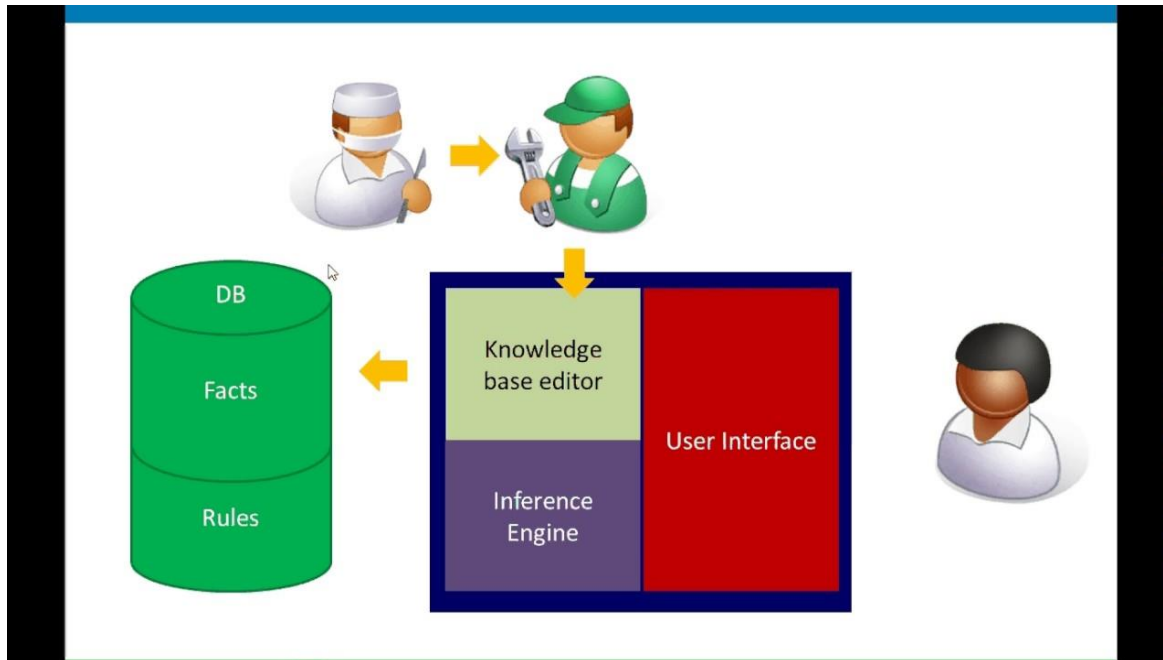 DB
Facts
Rules
Knowledge
base editor
Inference
Engine
User Interface